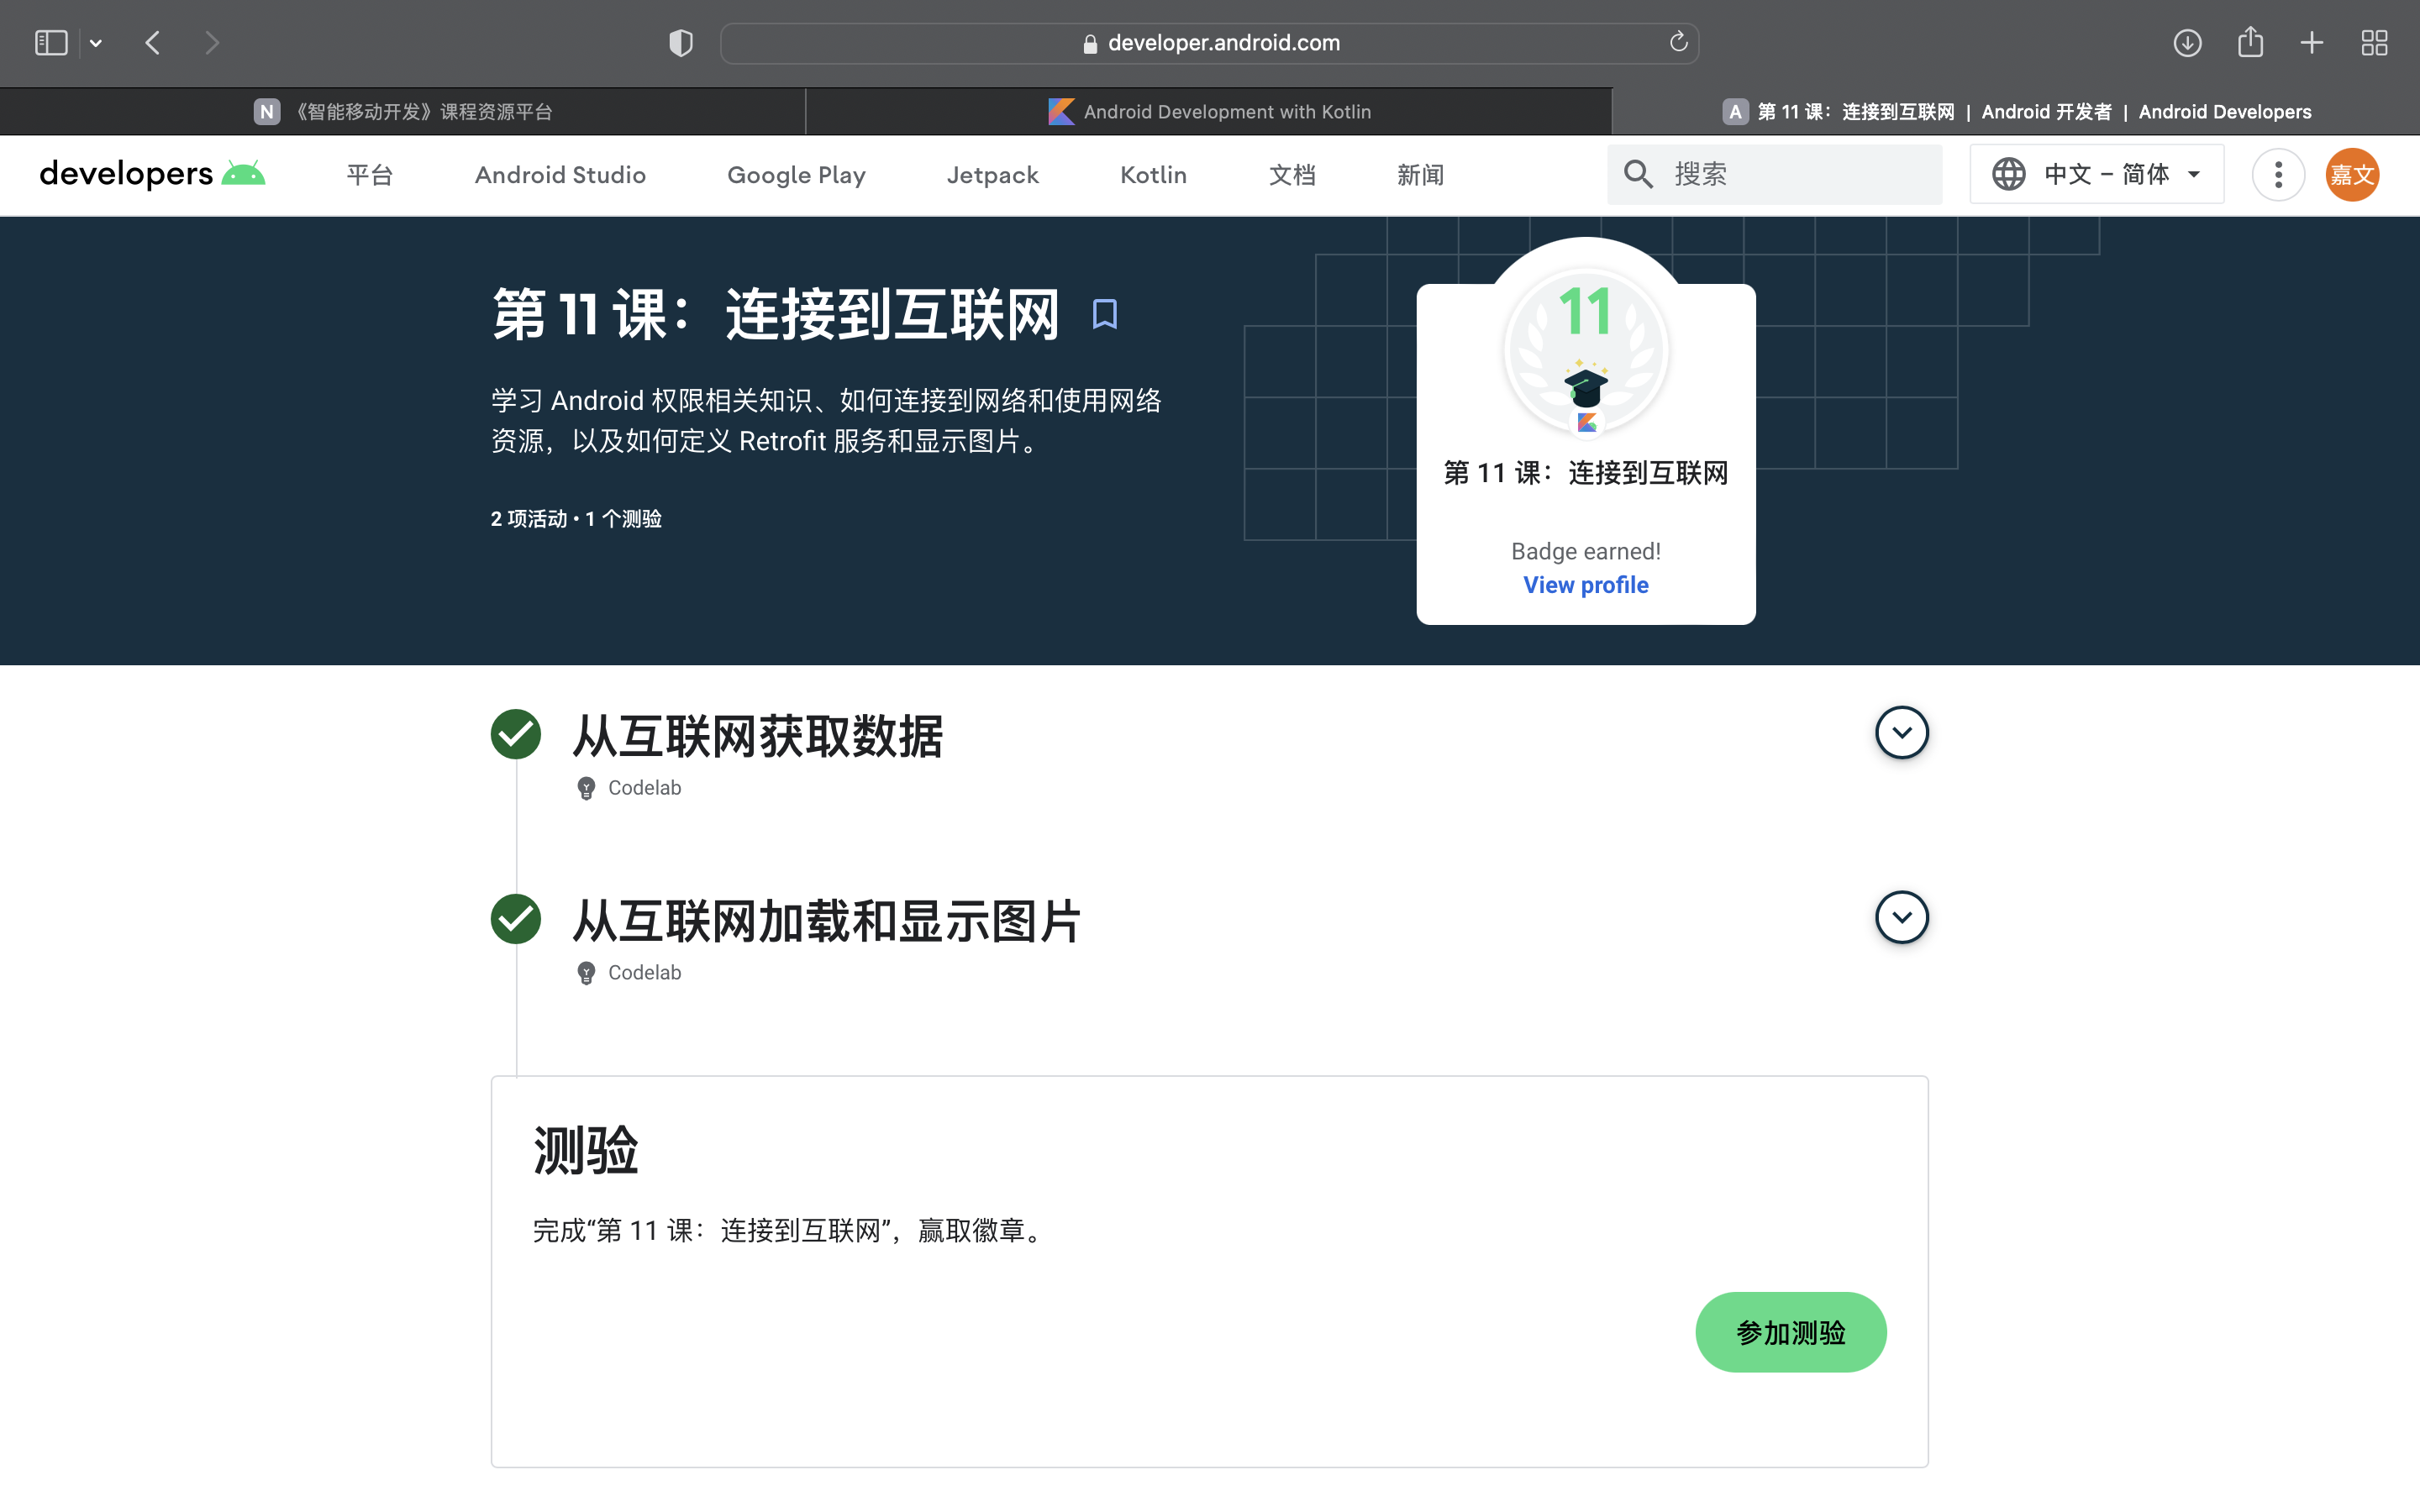 developer.android.com
N 《智能移动开发》课程资源平台
Android Development with Kotlin
A 第 11 课：连接到互联网 | Android 开发者 | Android Developers
developers
平台
Android Studio
Google Play
Jetpack
Kotlin
文档
新闻
搜索
中文 – 简体
嘉文
第 11 课：连接到互联网
学习 Android 权限相关知识、如何连接到网络和使用网络
资源，以及如何定义 Retrofit 服务和显示图片。
2 项活动 • 1 个测验
11
第 11 课：连接到互联网
Badge earned!
View profile
从互联网获取数据
Codelab
从互联网加载和显示图片
Codelab
测验
完成“第 11 课：连接到互联网”，赢取徽章。
参加测验